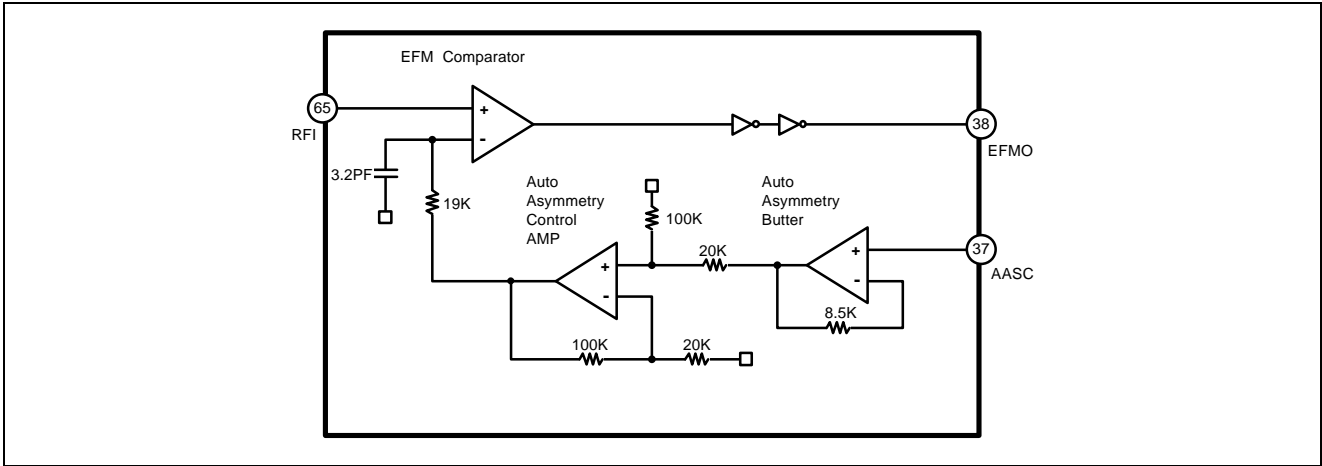 EFM Comparator
65
+
-
RFI
38
EFMO
3.2PF
19K
Auto
Asymmetry
Control
AMP
100K
Auto
Asymmetry
Butter
20K
+
-
+
-
37
AASC
8.5K
100K
20K